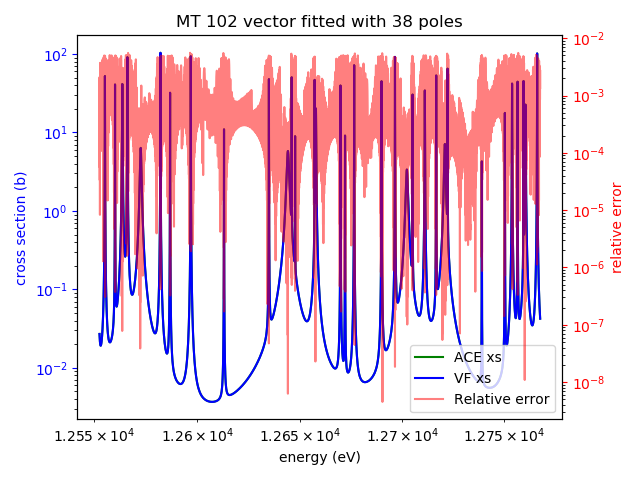 MT 102 vector fitted with 38 poles
10²
10¹
10⁰
10⁻¹
10⁻²
cross section (b)
10⁻²
10⁻³
10⁻⁴
10⁻⁵
10⁻⁶
10⁻⁷
10⁻⁸
relative error
ACE xs
VF xs
Relative error
1.255 × 10⁴ 1.26 × 10⁴ 1.265 × 10⁴ 1.27 × 10⁴ 1.275 × 10⁴
energy (eV)